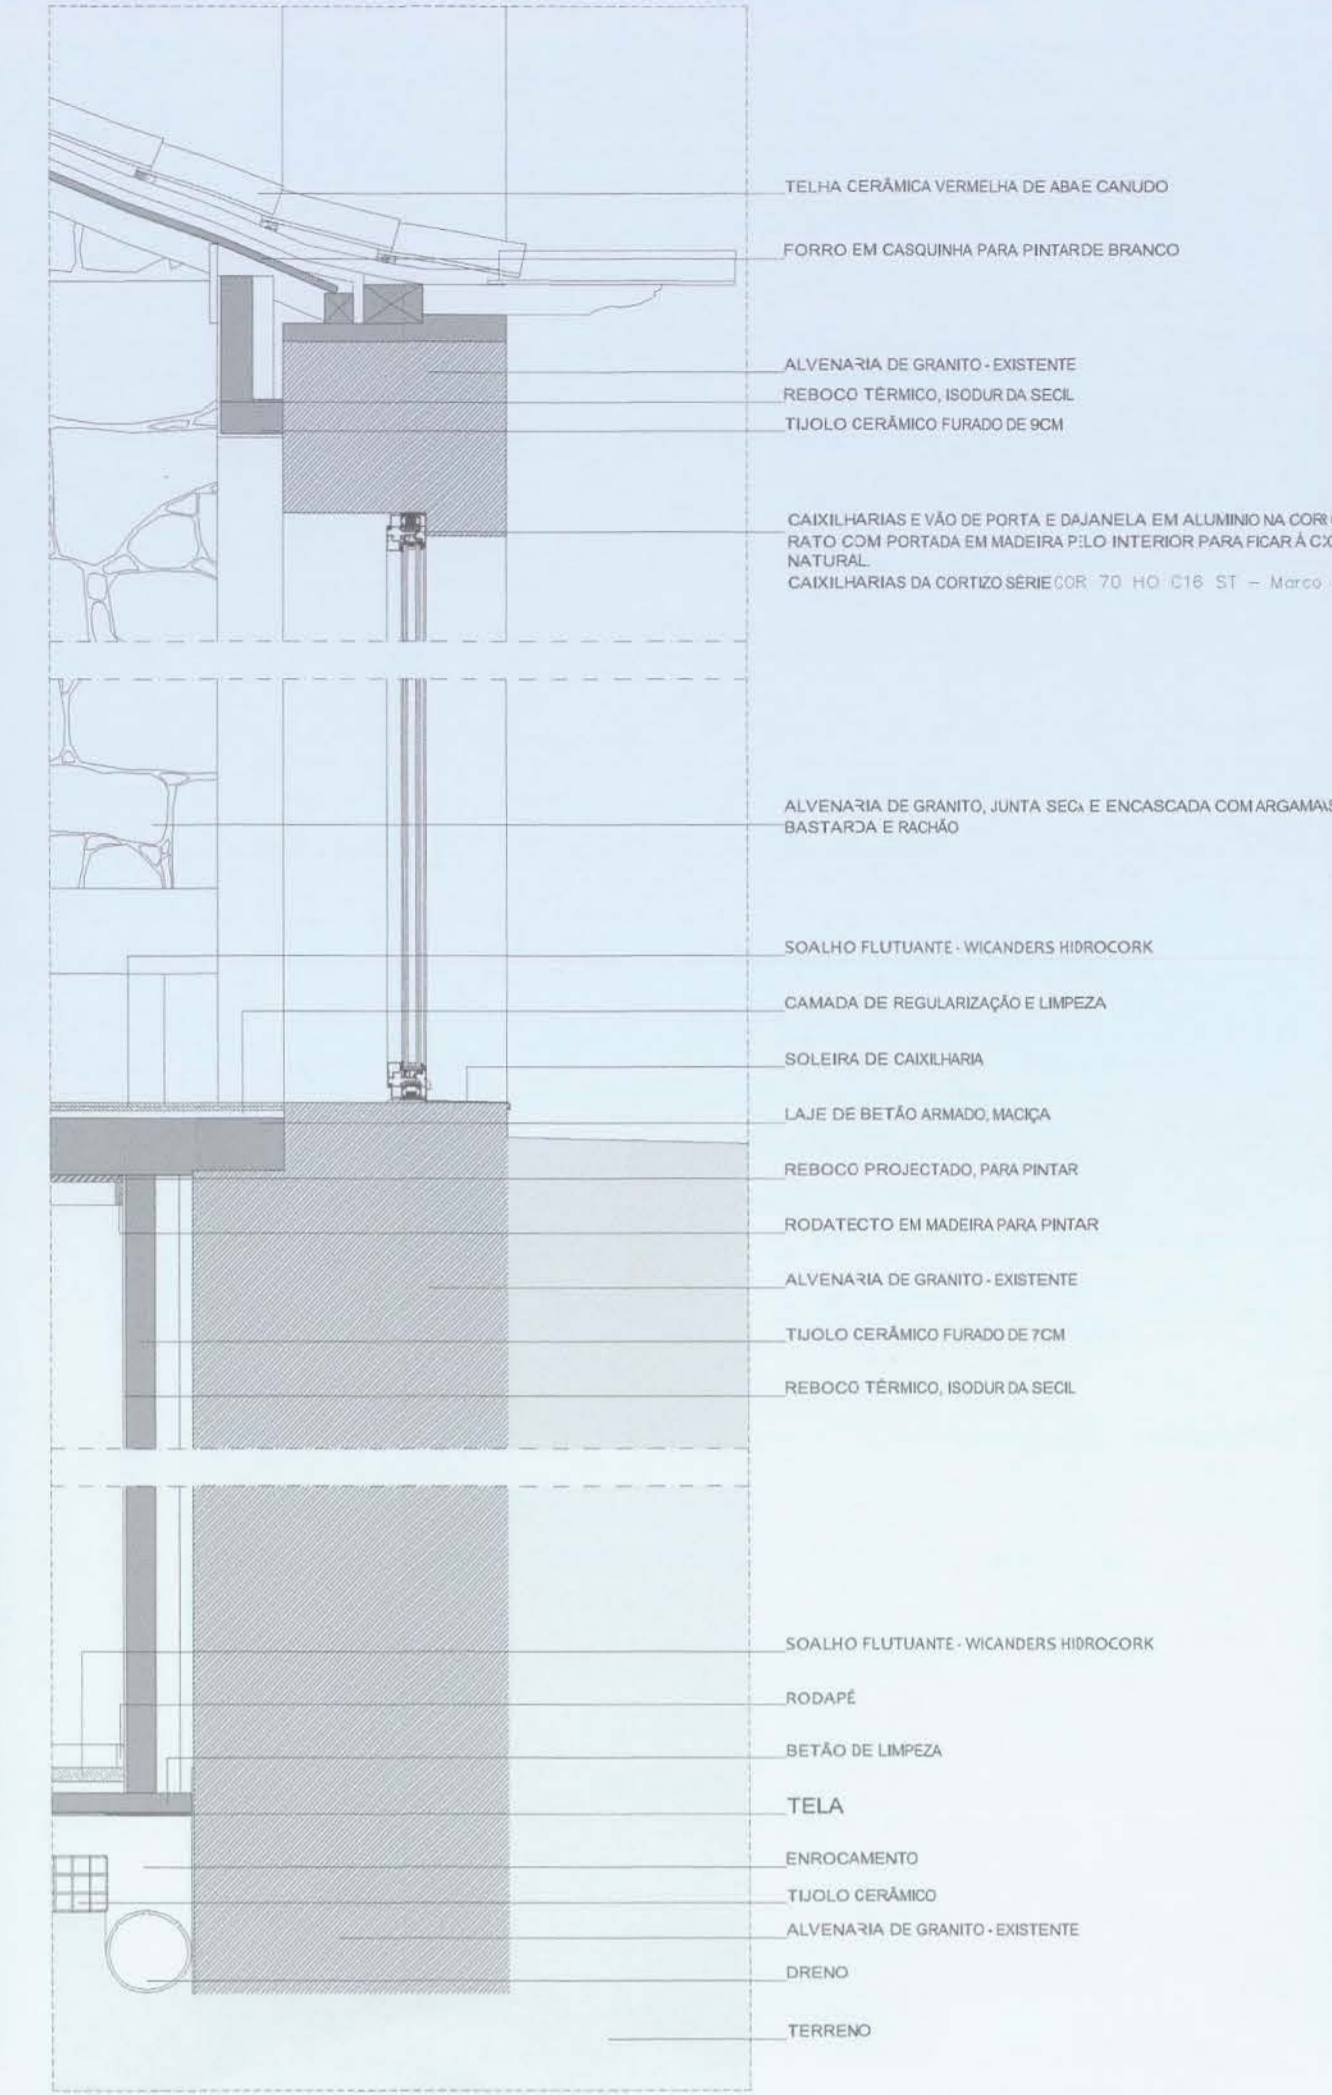 TELHA CERÂMICA VERMELHA DE ABA E CANUDO
FORRO EM CASQUINHA PARA PINTAR DE BRANCO
ALVENARIA DE GRANITO - EXISTENTE
REBOCO TÉRMICO, ISODUR DA SECIL
TIJOLO CERÂMICO FURADO DE 9CM
CAIXILHARIAS E VÃO DE PORTA E DA JANELA EM ALUMINIO NA COR
RATO COM PORTADA EM MADEIRA PELO INTERIOR PARA FICAR À
NATURAL.
CAIXILHARIAS DA CORTIZO SÉRIE COR 70 HO C16 ST - Marco
ALVENARIA DE GRANITO, JUNTA SECA E ENCASCADA COM
BASTARDA E RACHÃO
SOALHO FLUTUANTE - WICANDERS HIDROCORK
CAMADA DE REGULARIZAÇÃO E LIMPEZA
SOLEIRA DE CAIXILHARIA
LAJE DE BETÃO ARMADO, MACIÇA
REBOCO PROJECTADO, PARA PINTAR
RODATECTO EM MADEIRA PARA PINTAR
ALVENARIA DE GRANITO - EXISTENTE
TIJOLO CERÂMICO FURADO DE 7CM
REBOCO TÉRMICO, ISODUR DA SECIL
SOALHO FLUTUANTE - WICANDERS HIDROCORK
RODAPÉ
BETÃO DE LIMPEZA
TELA
ENROCAMENTO
TIJOLO CERÂMICO
ALVENARIA DE GRANITO - EXISTENTE
DRENO
TERRENO